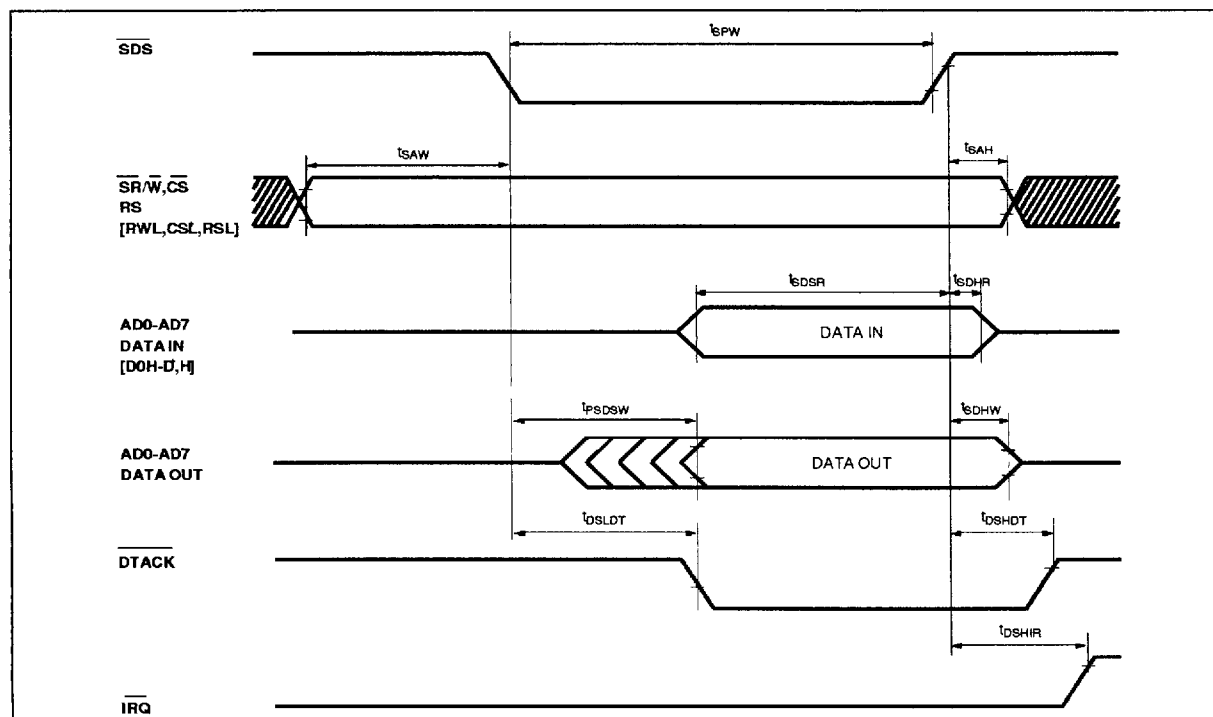 SDS
tSPW
tSAW
tSAH
SR/W,CS
RS
[RWL,CSL,RSL]
tSDSR
tSDHR
AD0-AD7
DATA IN
[D0H-D,H]
DATA IN
tPSDSW
tSDHW
AD0-AD7
DATA OUT
DATA OUT
tDSLDT
tDSHDT
DTACK
tDSHIR
IRQ